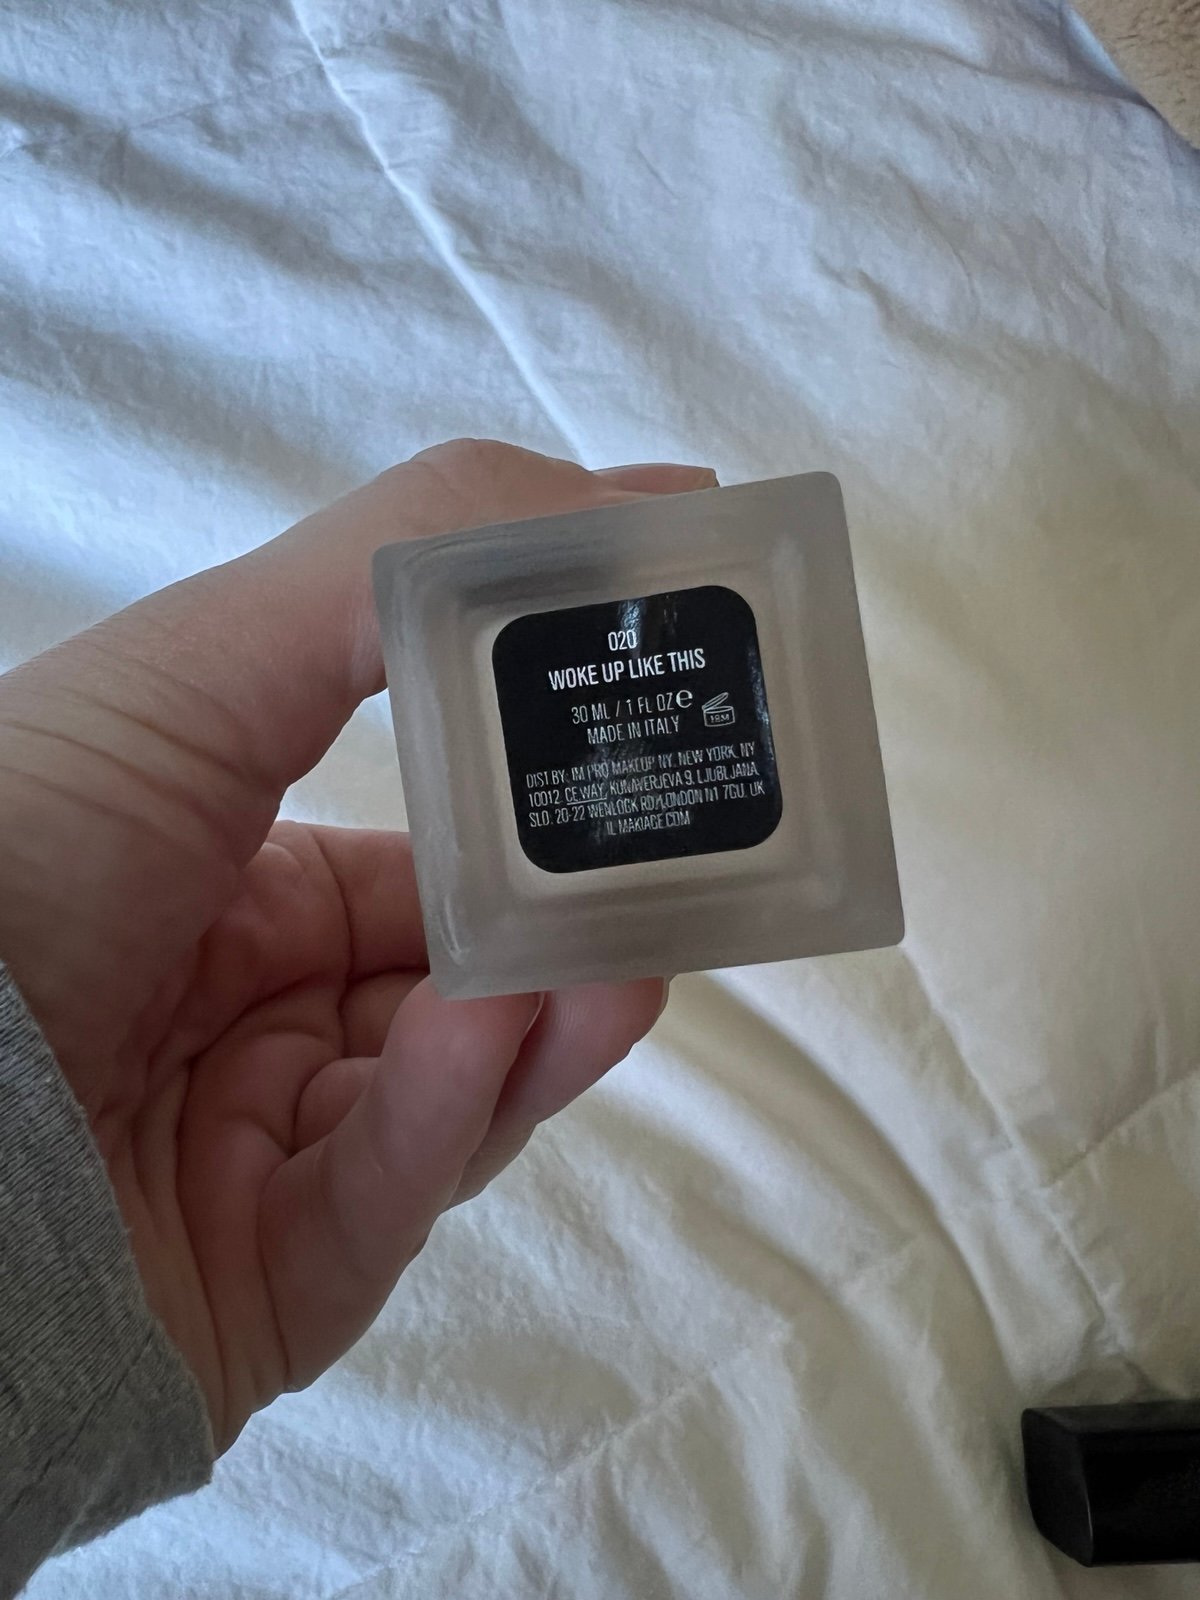 020
WOKE UP LIKE THIS
30 ML / 1 FL OZ e
MADE IN ITALY
18M
DIST BY: IM PRO MAKEUP NY, NEW YORK, NY
10012. CE WAY, KUNAVERJEVA 9, LJUBLJANA,
SLO. 20-22 WENLOCK RD, LONDON N1 7GU, UK
IL MAKIAGE.COM